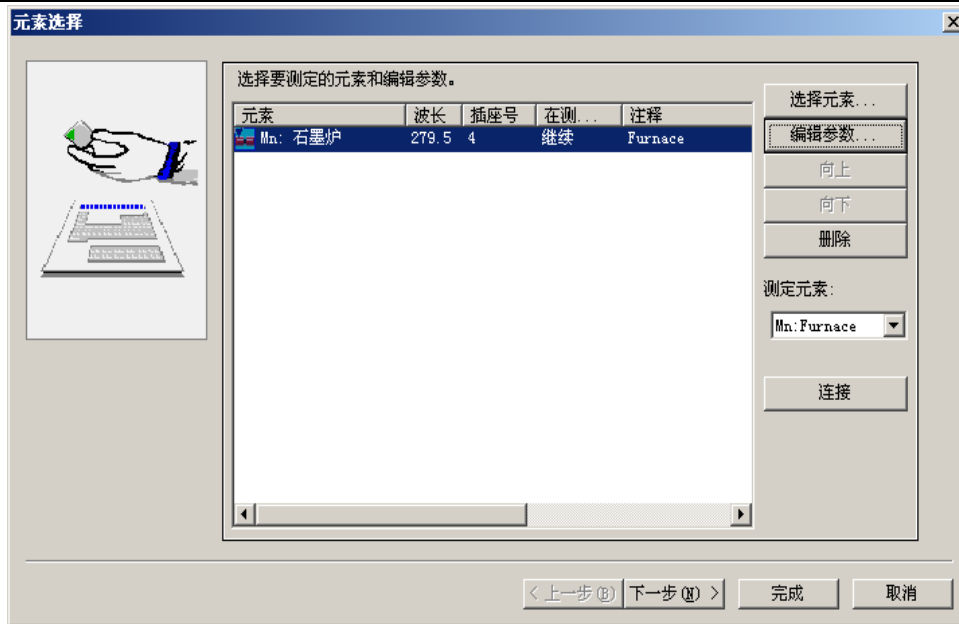 元素选择
选择要测定的元素和编辑参数。
元素 波长 插座号 在测... 注释
Mn: 石墨炉 279.5 4 继续 Furnace
选择元素...
编辑参数...
向上
向下
删除
测定元素:
Mn:Furnace
连接
< 上一步(B) 下一步(N) > 完成 取消